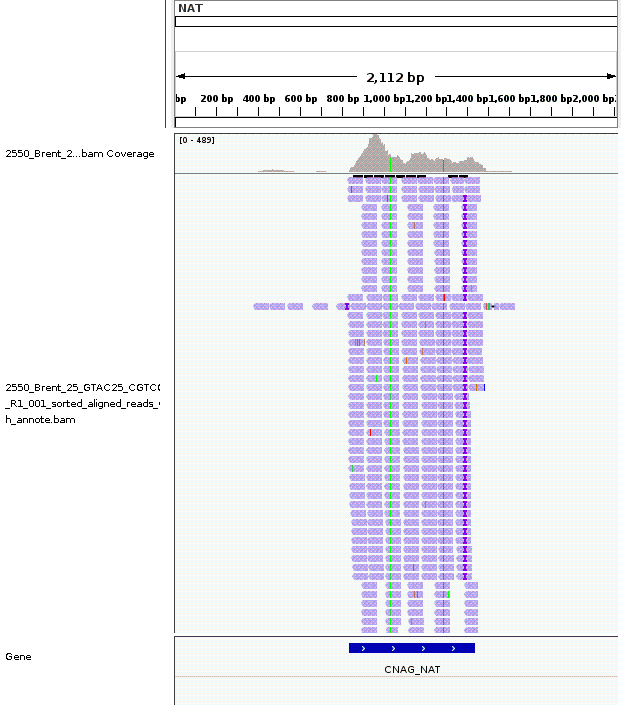 NAT
2,112 bp
bp 200 bp 400 bp 600 bp 800 bp 1,000 bp 1,200 bp 1,400 bp 1,600 bp 1,800 bp 2,000 bp
[0 - 489]
2550_Brent_2...bam Coverage
2550_Brent_25_GTAC25_CGTC
_R1_001_sorted_aligned_reads_
h_annote.bam
Gene
CNAG_NAT